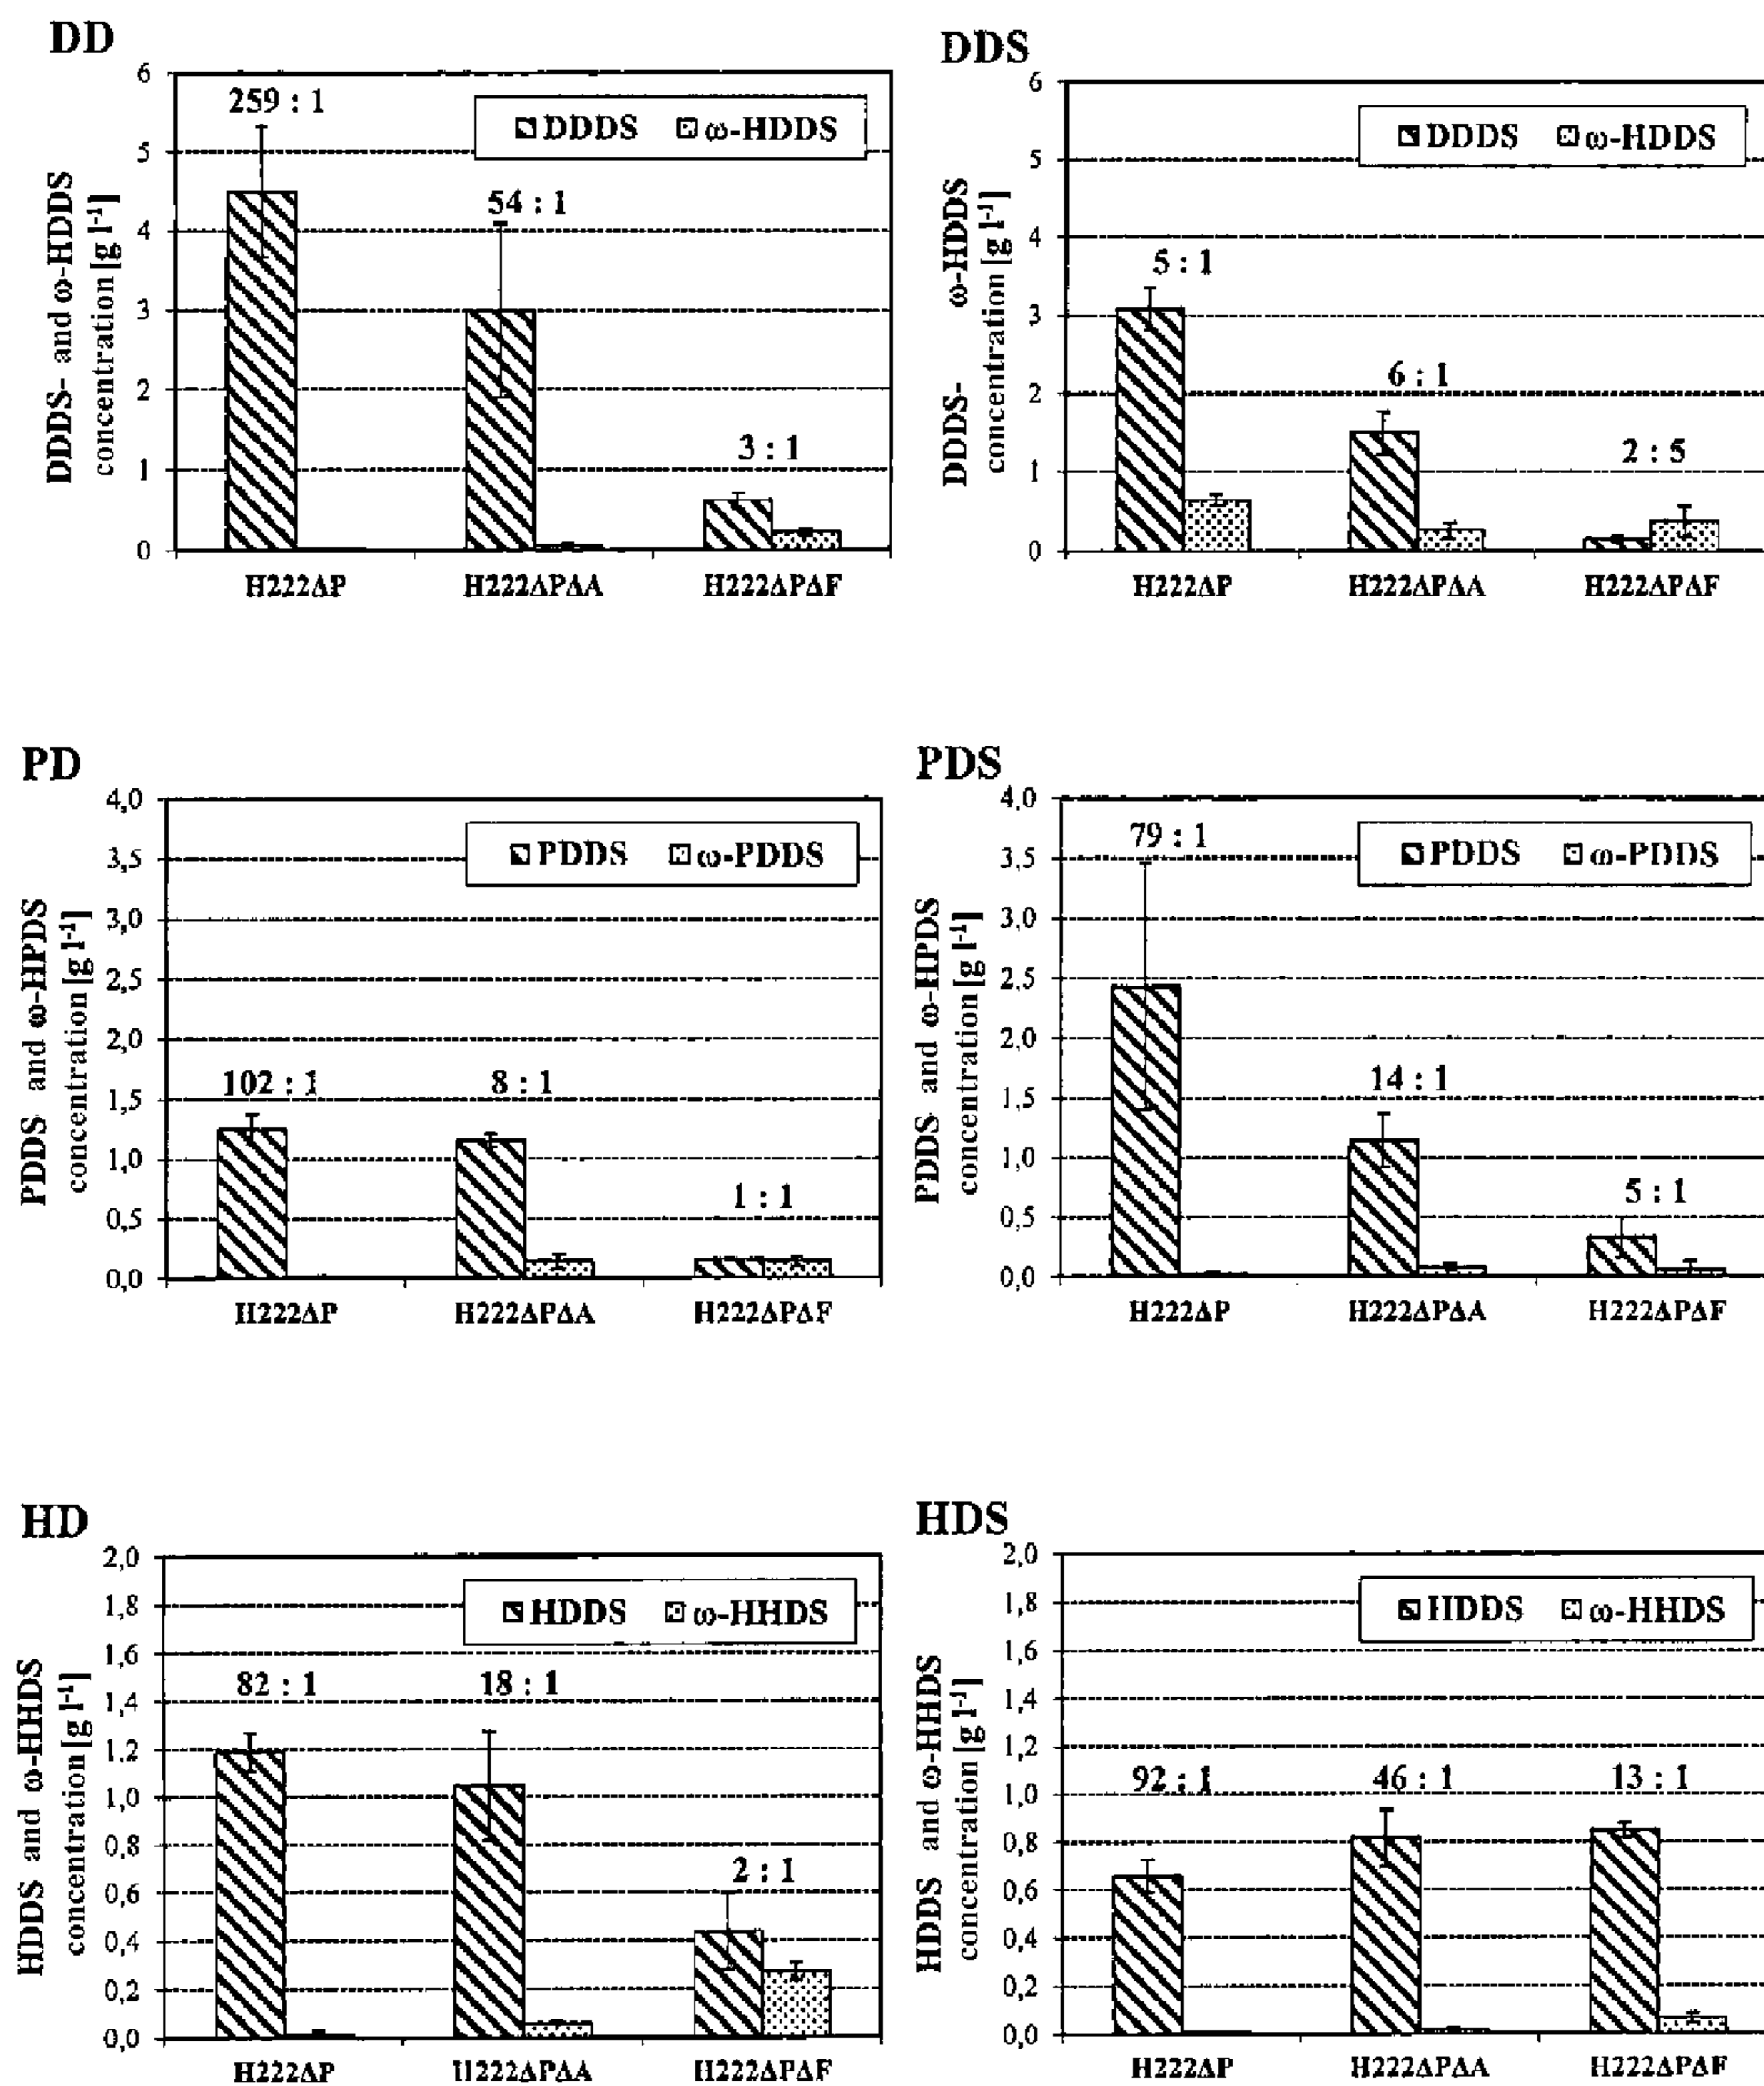 DD
DDDS- and ω-HDDS
concentration [g l-1]
6
5
4
3
2
1
0
259 : 1
54 : 1
3 : 1
DDDS ω-HDDS
H222ΔP H222ΔPΔA H222ΔPΔF
DDS
DDDS- ω-HDDS
concentration [g l-1]
6
5
4
3
2
1
0
5 : 1
6 : 1
2 : 5
DDDS ω-HDDS
H222ΔP H222ΔPΔA H222ΔPΔF
PD
PDDS and ω-HPDS
concentration [g l-1]
4,0
3,5
3,0
2,5
2,0
1,5
1,0
0,5
0,0
102 : 1
8 : 1
1 : 1
PDDS ω-PDDS
H222ΔP H222ΔPΔA H222ΔPΔF
PDS
PDDS and ω-HPDS
concentration [g l-1]
4,0
3,5
3,0
2,5
2,0
1,5
1,0
0,5
0,0
79 : 1
14 : 1
5 : 1
PDDS ω-PDDS
H222ΔP H222ΔPΔA H222ΔPΔF
HD
HDDS and ω-HHDS
concentration [g l-1]
2,0
1,8
1,6
1,4
1,2
1,0
0,8
0,6
0,4
0,2
0,0
82 : 1
18 : 1
2 : 1
HDDS ω-HHDS
H222ΔP H222ΔPΔA H222ΔPΔF
HDS
HDDS and ω-HHDS
concentration [g l-1]
2,0
1,8
1,6
1,4
1,2
1,0
0,8
0,6
0,4
0,2
0,0
92 : 1
46 : 1
13 : 1
HDDS ω-HHDS
H222ΔP H222ΔPΔA H222ΔPΔF